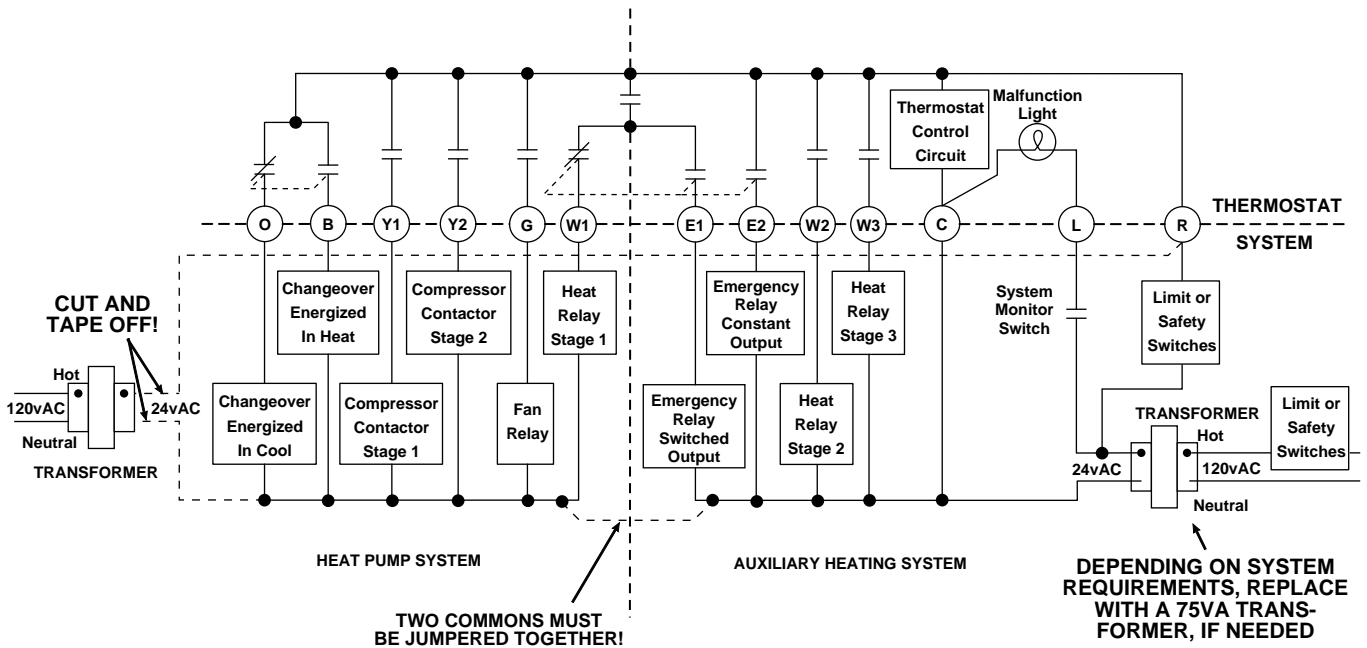 Thermostat
Control
Circuit
Malfunction
Light
O
B
Y1
Y2
G
W1
E1
E2
W2
W3
C
L
R
THERMOSTAT
SYSTEM
CUT AND
TAPE OFF!
Hot
120vAC
24vAC
Neutral
TRANSFORMER
Changeover
Energized
In Cool
Changeover
Energized
In Heat
Compressor
Contactor
Stage 1
Compressor
Contactor
Stage 2
Fan
Relay
Heat
Relay
Stage 1
Emergency
Relay
Switched
Output
Emergency
Relay
Constant
Output
Heat
Relay
Stage 2
Heat
Relay
Stage 3
System
Monitor
Switch
Limit or
Safety
Switches
TRANSFORMER
Hot
24vAC
120vAC
Neutral
Limit or
Safety
Switches
HEAT PUMP SYSTEM
AUXILIARY HEATING SYSTEM
TWO COMMONS MUST
BE JUMPERED TOGETHER!
DEPENDING ON SYSTEM
REQUIREMENTS, REPLACE
WITH A 75VA TRANS-
FORMER, IF NEEDED